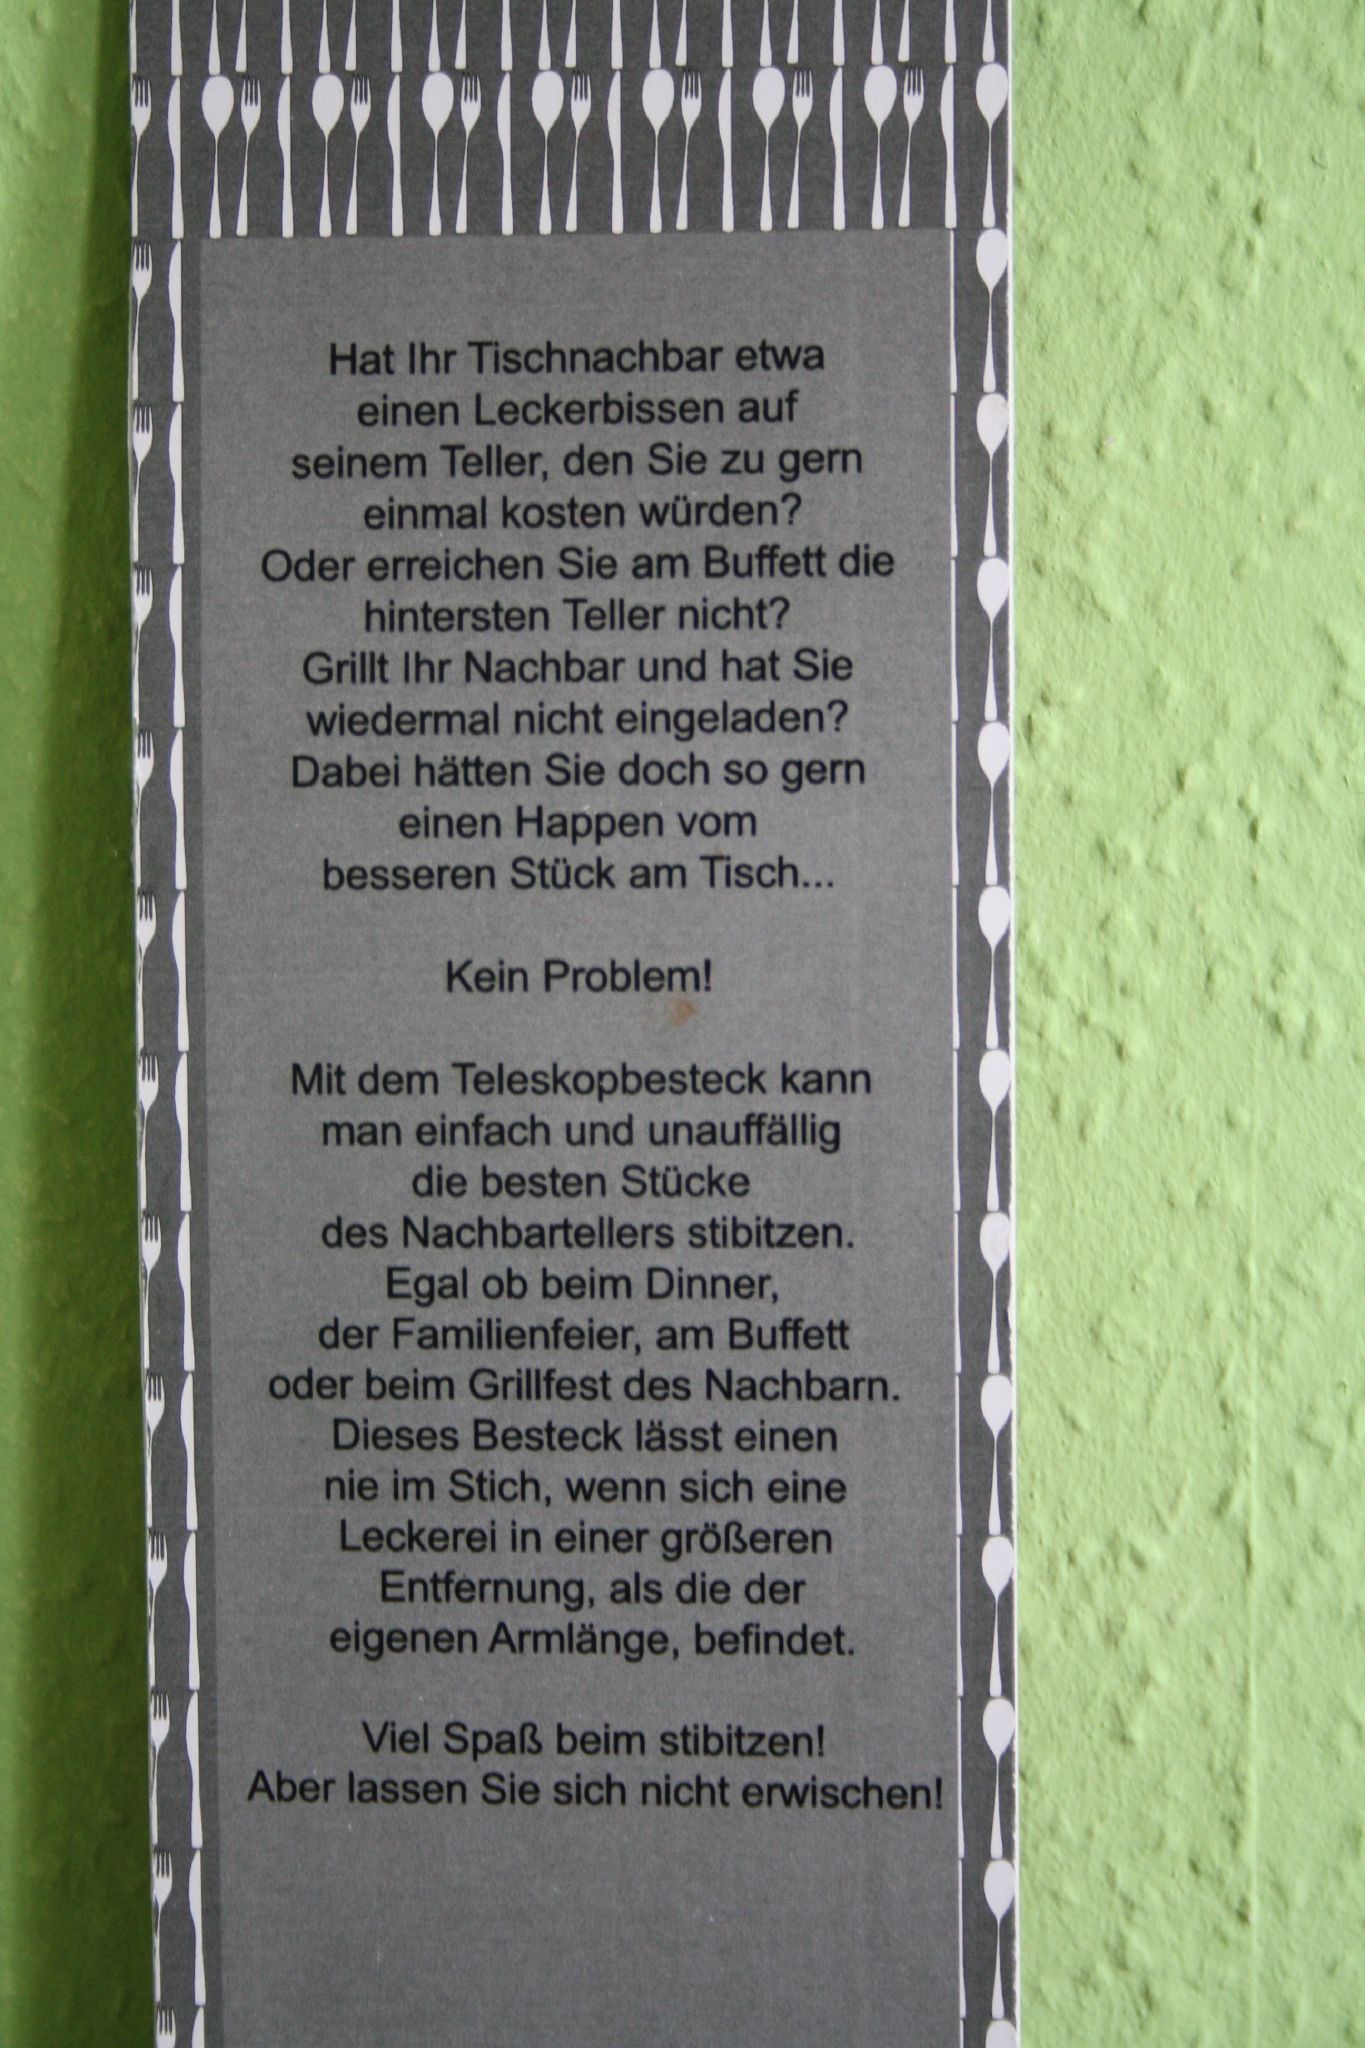 Hat Ihr Tischnachbar etwa
einen Leckerbissen auf
seinem Teller, den Sie zu gern
einmal kosten würden?
Oder erreichen Sie am Buffett die
hintersten Teller nicht?
Grillt Ihr Nachbar und hat Sie
wiedermal nicht eingeladen?
Dabei hätten Sie doch so gern
einen Happen vom
besseren Stück am Tisch...
Kein Problem!
Mit dem Teleskopbesteck kann
man einfach und unauffällig
die besten Stücke
des Nachbartellers stibitzen.
Egal ob beim Dinner,
der Familienfeier, am Buffett
oder beim Grillfest des Nachbarn.
Dieses Besteck lässt einen
nie im Stich, wenn sich eine
Leckerei in einer größeren
Entfernung, als die der
eigenen Armlänge, befindet.
Viel Spaß beim stibitzen!
Aber lassen Sie sich nicht erwischen!